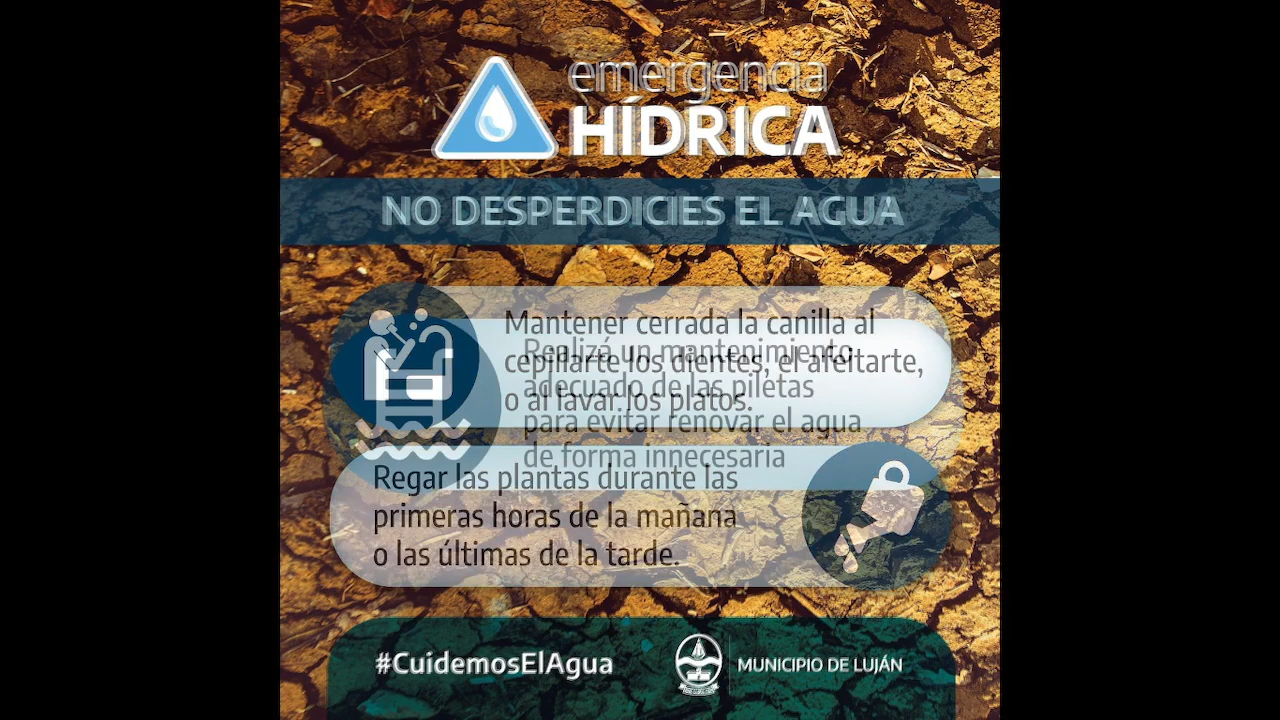 emergencia
HÍDRICA
NO DESPERDICIES EL AGUA
Mantener cerrada la canilla al
cepillarte los dientes, el afeitarte,
o al lavar los platos.
Realizá un mantenimiento
adecuado de las piletas
para evitar renovar el agua
de forma innecesaria
Regar las plantas durante las
primeras horas de la mañana
o las últimas de la tarde.
#CuidemosElAgua
MUNICIPIO DE LUJÁN